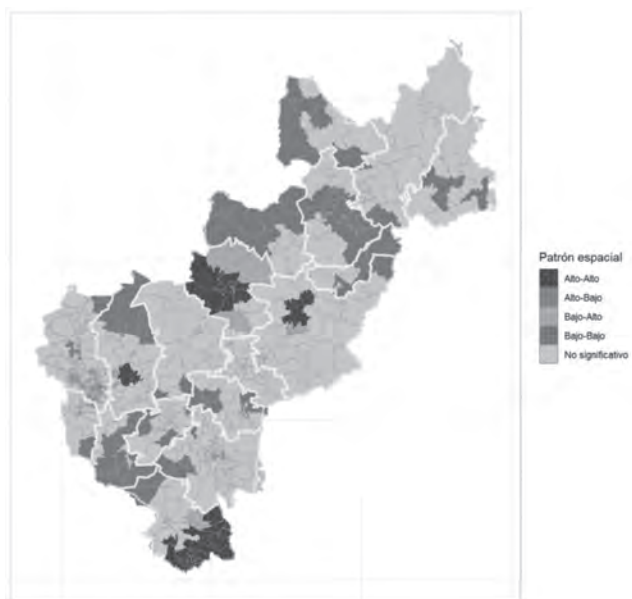 Patrón espacial
Alto-Alto
Alto-Bajo
Bajo-Alto
Bajo-Bajo
No significativo